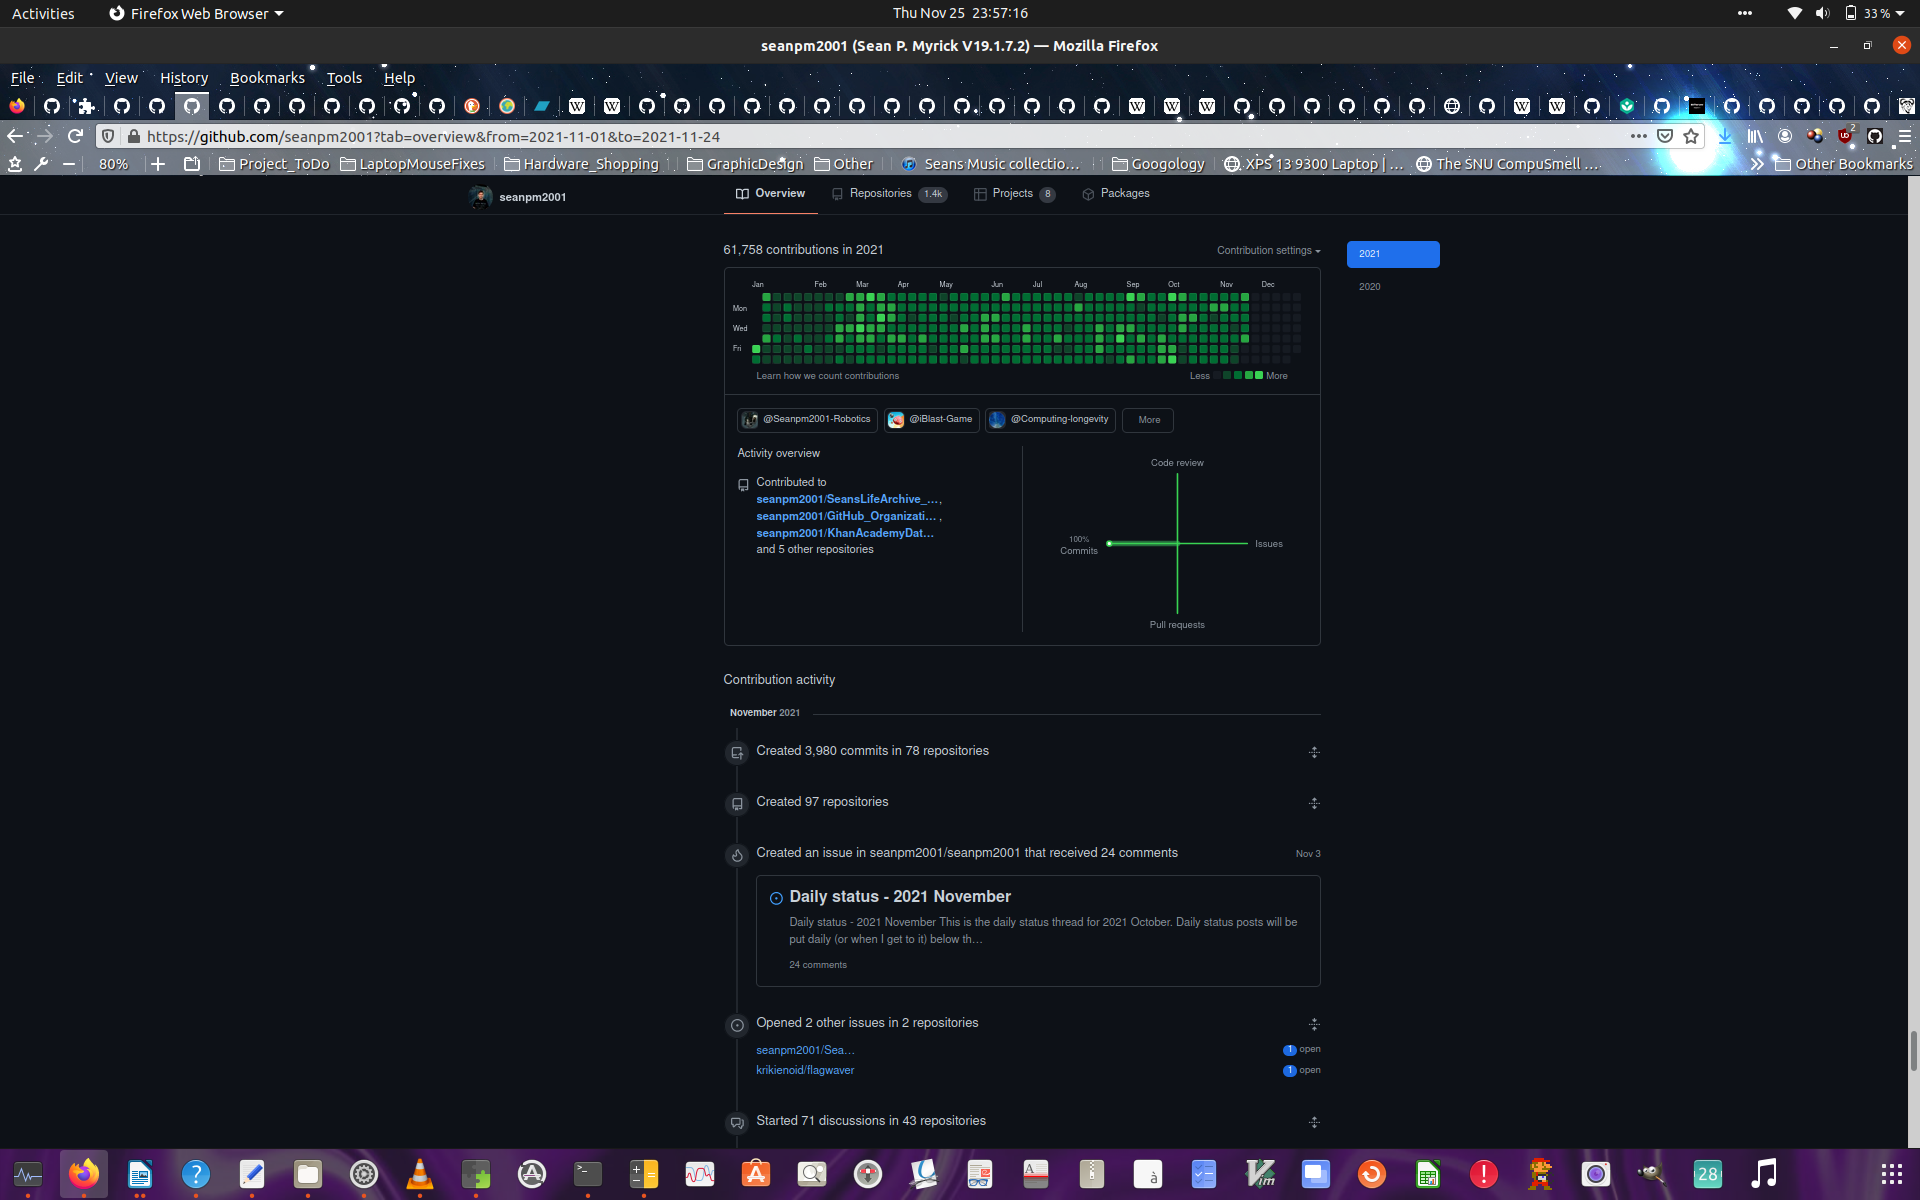 Activities
Firefox Web Browser
Thu Nov 25 23:57:16
33 %
seanpm2001 (Sean P. Myrick V19.1.7.2) — Mozilla Firefox
File Edit View History Bookmarks Tools Help
https://github.com/seanpm2001?tab=overview&from=2021-11-01&to=2021-11-24
2
80%
Project_ToDo
LaptopMouseFixes
Hardware_Shopping
GraphicDesign
Other
Seans Music collectio…
Googology
XPS 13 9300 Laptop | …
The SNU CompuSmell …
Other Bookmarks
seanpm2001
Overview
Repositories 1.4k
Projects 8
Packages
61,758 contributions in 2021
Contribution settings
2021
2020
Jan Feb Mar Apr May Jun Jul Aug Sep Oct Nov Dec
Mon
Wed
Fri
Learn how we count contributions
Less
More
@Seanpm2001-Robotics
@iBlast-Game
@Computing-longevity
More
Activity overview
Contributed to
seanpm2001/SeansLifeArchive_…,
seanpm2001/GitHub_Organizati… ,
seanpm2001/KhanAcademyDat…
and 5 other repositories
Code review
100%
Commits
Issues
Pull requests
Contribution activity
November 2021
Created 3,980 commits in 78 repositories
Created 97 repositories
Created an issue in seanpm2001/seanpm2001 that received 24 comments
Nov 3
Daily status - 2021 November
Daily status - 2021 November This is the daily status thread for 2021 October. Daily status posts will be
put daily (or when I get to it) below th…
24 comments
Opened 2 other issues in 2 repositories
seanpm2001/Sea…
1 open
krikienoid/flagwaver
1 open
Started 71 discussions in 43 repositories
28